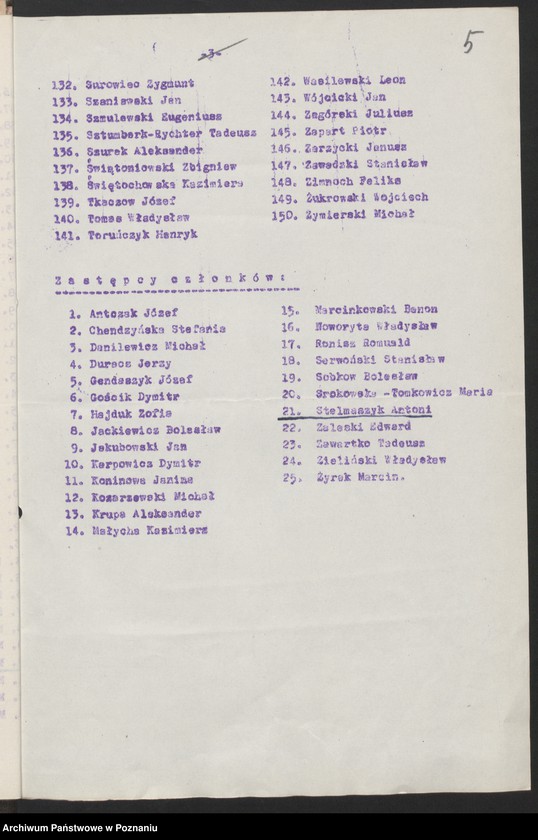 5
-3-
132. Surowiec Zygmunt
133. Szaniawski Jan
134. Szmulewski Eugeniusz
135. Sztumberk-Rychter Tadeusz
136. Szurek Aleksander
137. Świątoniowski Zbigniew
138. Świętochowska Kazimiera
139. Tkaczow Józef
140. Tomas Władysław
141. Toruńczyk Henryk
142. Wasilewski Leon
143. Wójcicki Jan
144. Zagórski Juliusz
145. Zapart Piotr
146. Zarzycki Janusz
147. Zawadzki Stanisław
148. Zimnoch Feliks
149. Żukrowski Wojciech
150. Żymierski Michał
Zastępcy członków:
1. Antczak Józef
2. Chendzyńska Stefania
3. Danilewicz Michał
4. Duracz Jerzy
5. Gendaszyk Józef
6. Gościk Dymitr
7. Hajduk Zofia
8. Jackiewicz Bolesław
9. Jakubowski Jan
10. Karpowicz Dymitr
11. Koninowa Janina
12. Kozarzewski Michał
13. Krupa Aleksander
14. Małycha Kazimierz
15. Marcinkowski Zenon
16. Noworyta Władysław
17. Ronisz Romuald
18. Serwoński Stanisław
19. Sobkow Bolesław
20. Srokowska -Tomkowicz Maria
21. Stelmaszyk Antoni
22. Zaleski Edward
23. Zawartko Tadeusz
24. Zieliński Władysław
25. Żyrek Marcin.
Archiwum Państwowe w Poznaniu